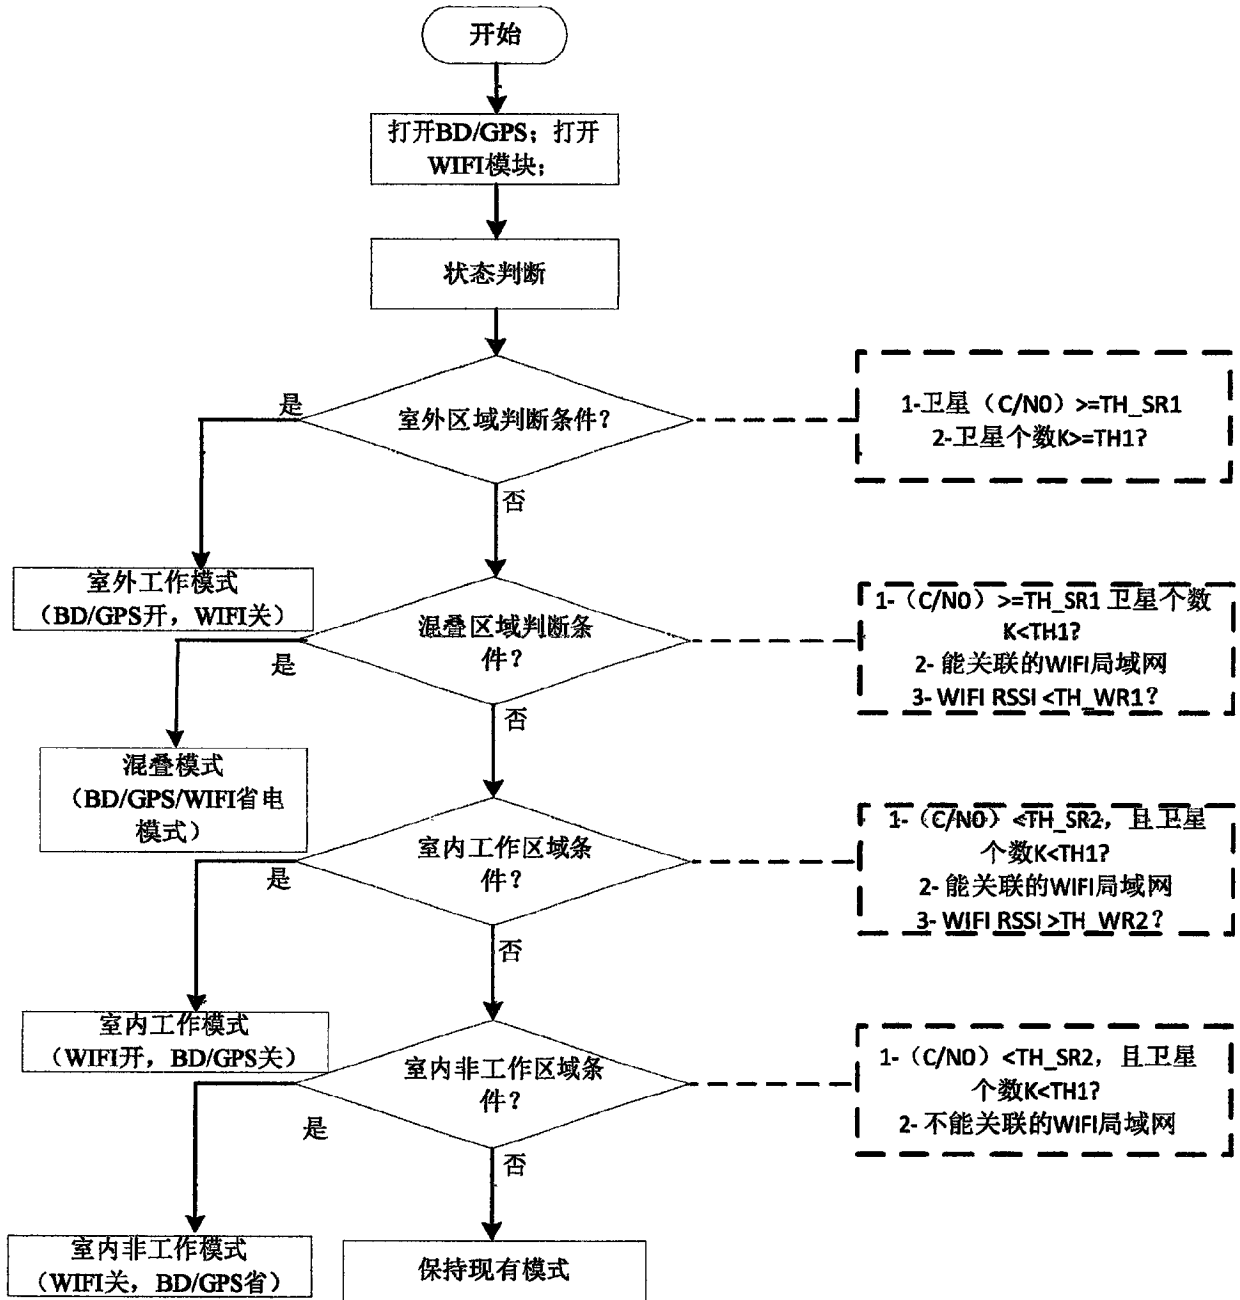 开始
打开BD/GPS；打开
WIFI模块；
状态判断
是
室外区域判断条件？
1-卫星（C/N0）>=TH_SR1
2-卫星个数K>=TH1?
否
室外工作模式
（BD/GPS开，WIFI关）
混叠区域判断条
件？
1-（C/N0）>=TH_SR1 卫星个数
K<TH1?
2- 能关联的WIFI局域网
3- WIFI RSSI <TH_WR1？
是
否
混叠模式
（BD/GPS/WIFI省电
模式）
室内工作区域条
件？
1-（C/N0）<TH_SR2，且卫星
个数K<TH1?
2- 能关联的WIFI局域网
3- WIFI RSSI >TH_WR2？
是
否
室内工作模式
（WIFI开，BD/GPS关）
室内非工作区域条
件？
1-（C/N0）<TH_SR2，且卫星
个数K<TH1?
2- 不能关联的WIFI局域网
是
否
室内非工作模式
（WIFI关，BD/GPS省）
保持现有模式